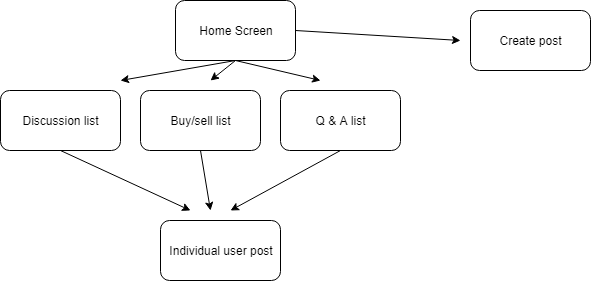 Home Screen
Create post
Discussion list
Buy/sell list
Q & A list
Individual user post